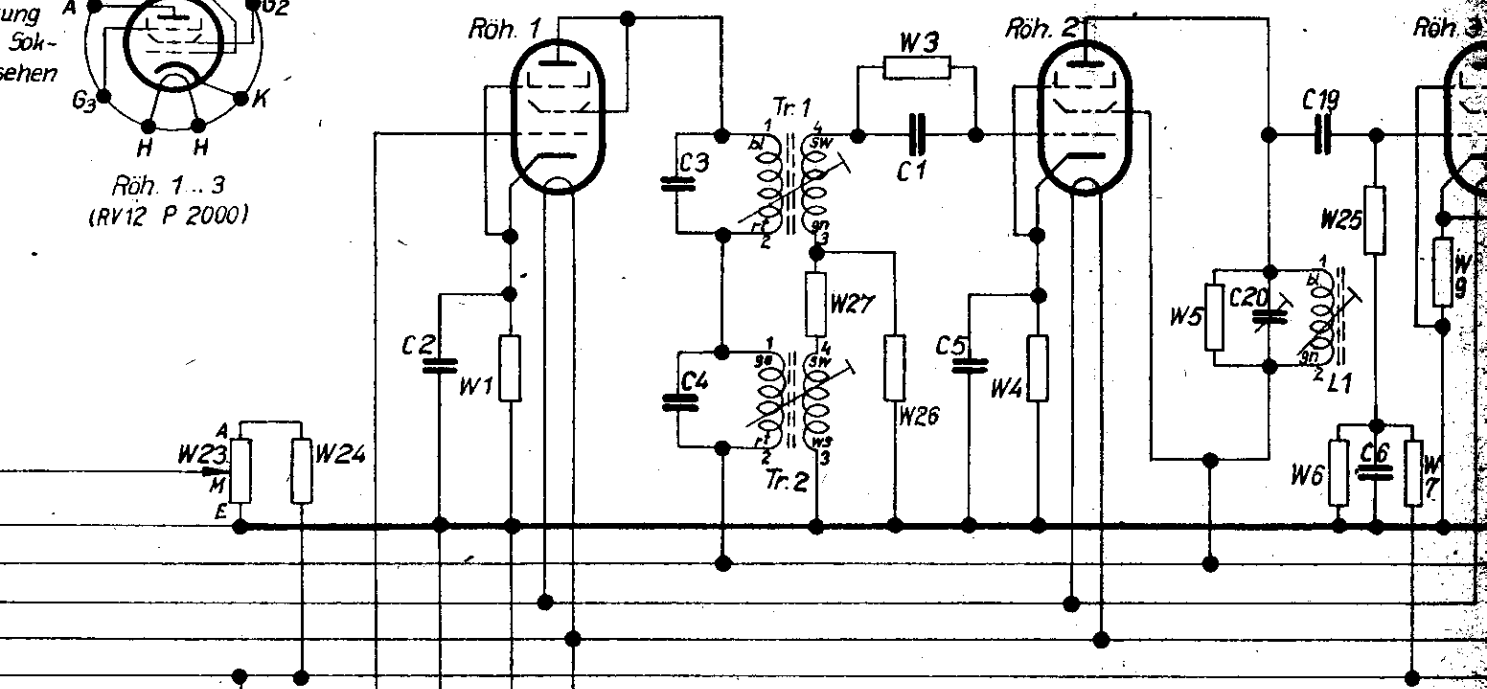 A
G2
ung
Sok-
sehen
G3
K
H H
Röh. 1...3
(RV12 P 2000)
Röh. 1
Röh. 2
Röh. 3
W3
C1
Tr. 1
1
bl
4
sw
rt
2
gn
3
C3
C4
W27
W26
1
ge
4
sw
rt
2
ws
3
Tr. 2
C2
W1
C5
W4
C19
W25
W5
C20
1
bl
gn
2
L1
W9
W6
C6
W7
A
W23
M
E
W24